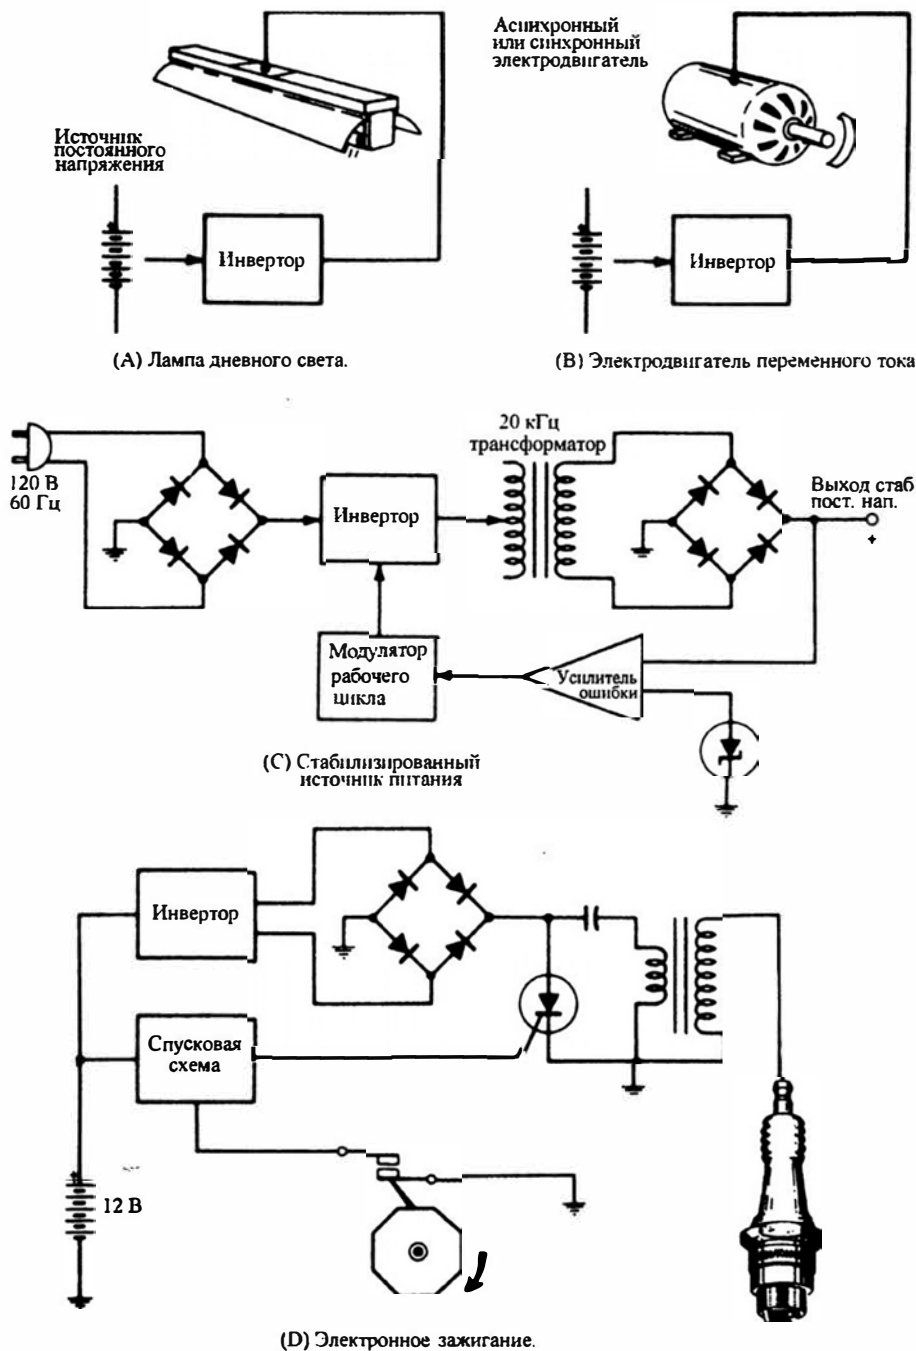 Асинхронный
или синхронный
электродвигатель
Источник
постоянного
напряжения
+
Инвертор
+
Инвертор
(A) Лампа дневного света.
(B) Электродвигатель переменного тока
120 В
60 Гц
20 кГц
трансформатор
Инвертор
Выход стаб
пост. нап.
+
Модулятор
рабочего
цикла
Усилитель
ошибки
(C) Стабилизированный
источник питания
Инвертор
Спусковая
схема
+
12 В
(D) Электронное зажигание.